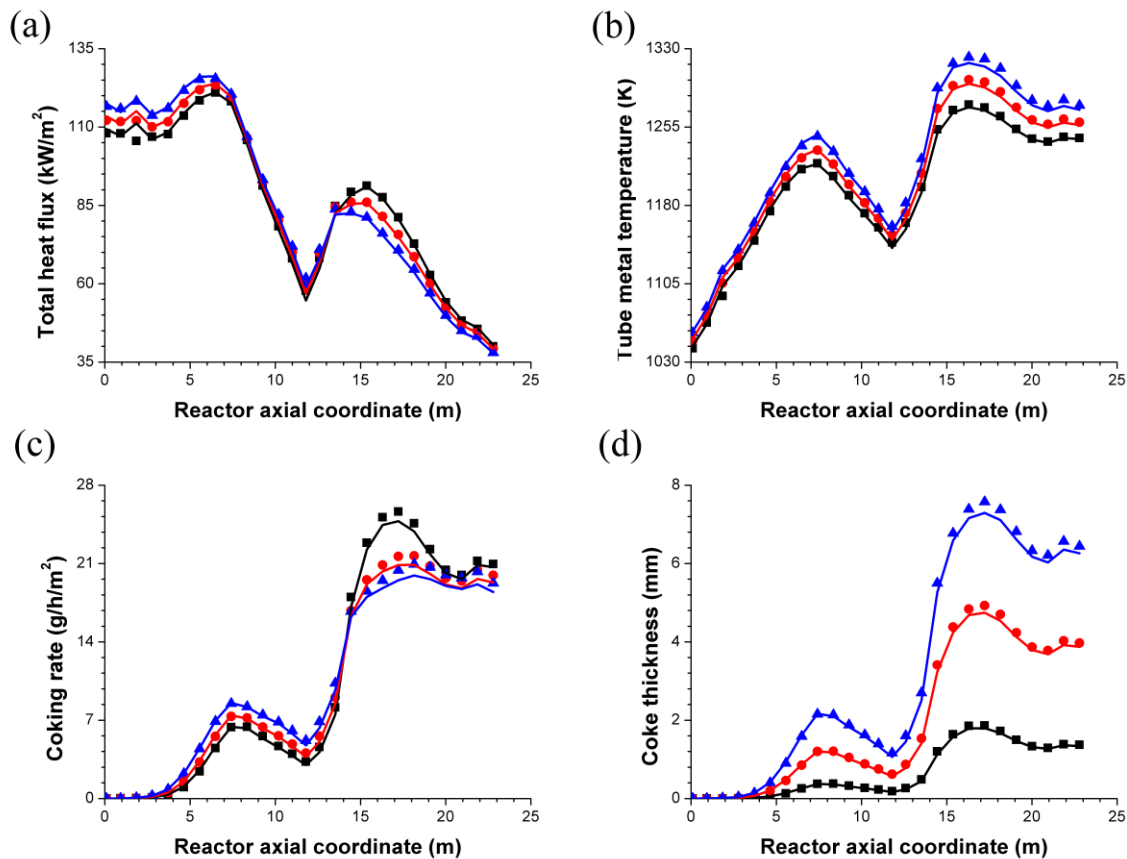 (a)
135
110
85
60
35
Total heat flux (kW/m²)
0 5 10 15 20 25
Reactor axial coordinate (m)
(b)
1330
1255
1180
1105
1030
Tube metal temperature (K)
0 5 10 15 20 25
Reactor axial coordinate (m)
(c)
28
21
14
7
0
Coking rate (g/h/m²)
0 5 10 15 20 25
Reactor axial coordinate (m)
(d)
8
6
4
2
0
Coke thickness (mm)
0 5 10 15 20 25
Reactor axial coordinate (m)